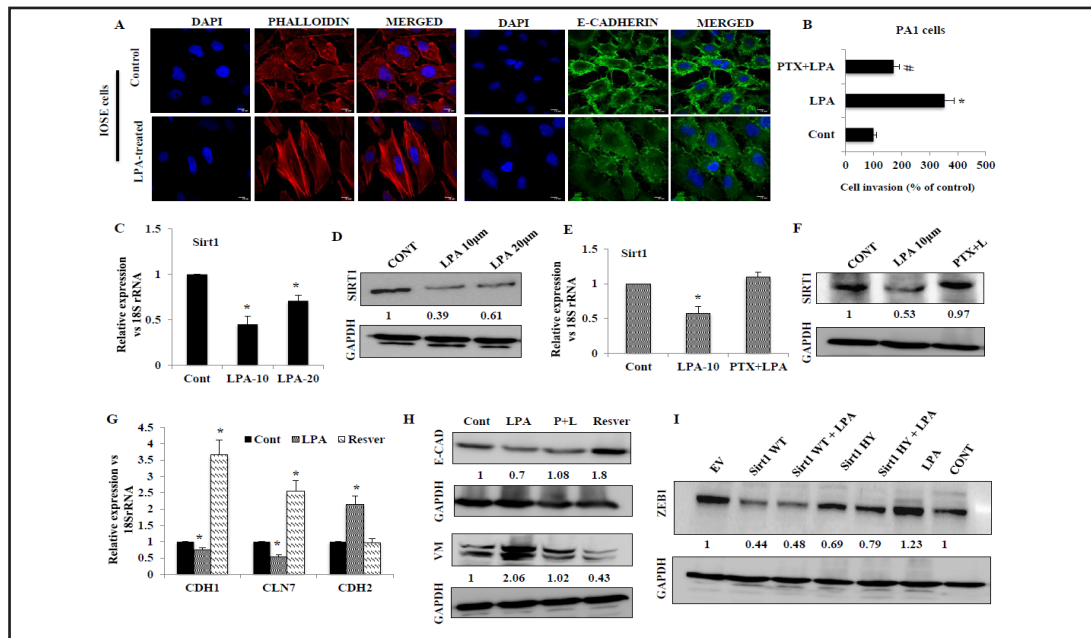 A
DAPI PHALLOIDIN MERGED DAPI E-CADHERIN MERGED
IOSE cells
Control
LPA-treated
B
PA1 cells
PTX+LPA
#
LPA
*
Cont
0 100 200 300 400 500
Cell invasion (% of control)
C
Sirt1
Relative expression
vs 18S rRNA
1.5
1
0.5
0
*
*
Cont LPA-10 LPA-20
D
CONT LPA 10µm LPA 20µm
SIRT1
1 0.39 0.61
GAPDH
E
Sirt1
Relative expression
vs 18S rRNA
1.5
1
0.5
0
*
Cont LPA-10 PTX+LPA
F
CONT LPA 10µm PTX+L
SIRT1
1 0.53 0.97
GAPDH
G
Relative expression vs
18SrRNA
4.5
4
3.5
3
2.5
2
1.5
1
0.5
0
Cont LPA Resver
*
*
*
*
*
CDH1 CLN7 CDH2
H
Cont LPA P+L Resver
E-CAD
1 0.7 1.08 1.8
GAPDH
VM
1 2.06 1.02 0.43
GAPDH
I
EV Sirt1 WT Sirt1 WT + LPA Sirt1 HY Sirt1 HY + LPA LPA CONT
ZEB1
1 0.44 0.48 0.69 0.79 1.23 1
GAPDH